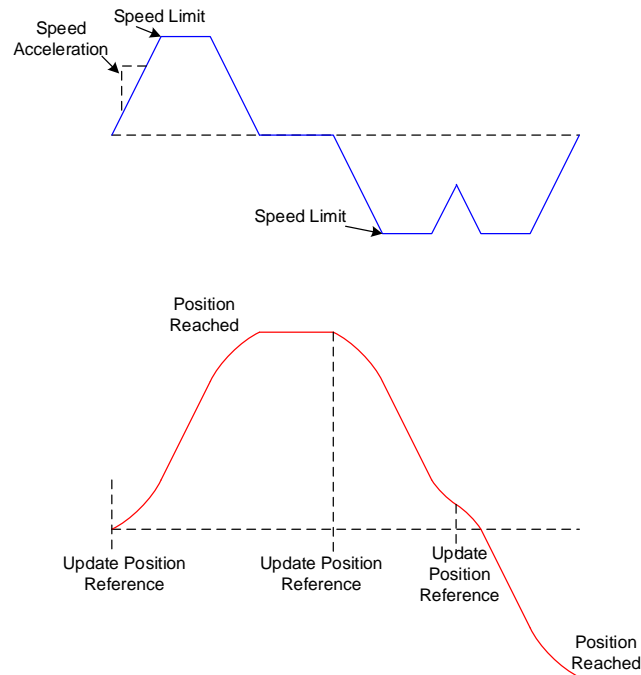 Speed Limit
Speed
Acceleration
Speed Limit
Position
Reached
Update Position
Reference
Update Position
Reference
Update
Position
Reference
Position
Reached